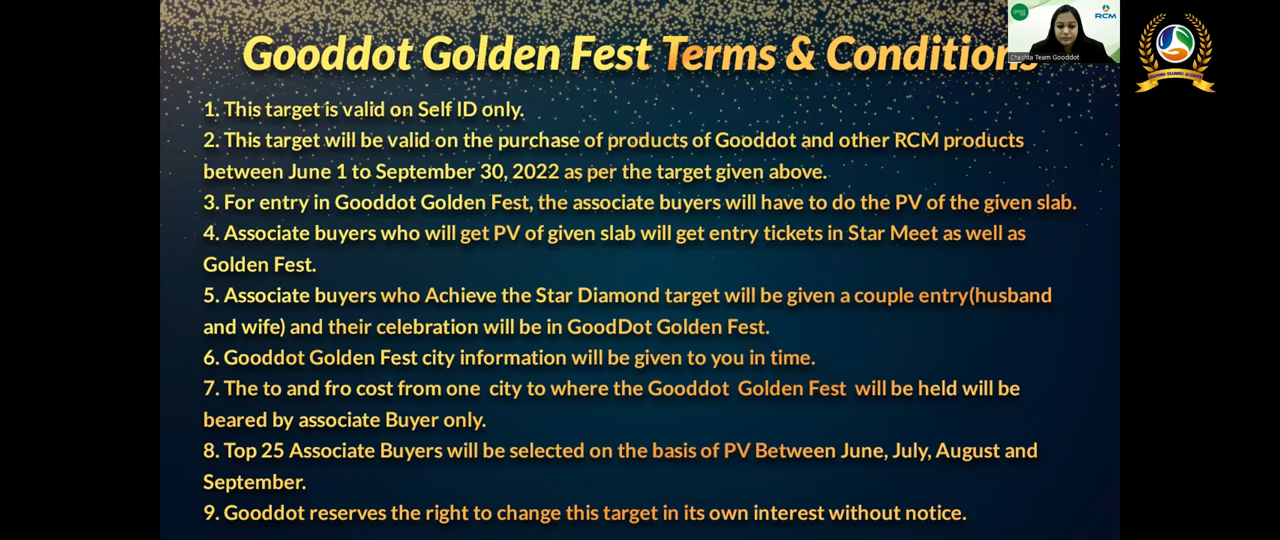 Gooddot Golden Fest Terms & Conditions
RCM
Cheshta Team Gooddot
1. This target is valid on Self ID only.
2. This target will be valid on the purchase of products of Gooddot and other RCM products
between June 1 to September 30, 2022 as per the target given above.
3. For entry in Gooddot Golden Fest, the associate buyers will have to do the PV of the given slab.
4. Associate buyers who will get PV of given slab will get entry tickets in Star Meet as well as
Golden Fest.
5. Associate buyers who Achieve the Star Diamond target will be given a couple entry(husband
and wife) and their celebration will be in GoodDot Golden Fest.
6. Gooddot Golden Fest city information will be given to you in time.
7. The to and fro cost from one city to where the Gooddot Golden Fest will be held will be
beared by associate Buyer only.
8. Top 25 Associate Buyers will be selected on the basis of PV Between June, July, August and
September.
9. Gooddot reserves the right to change this target in its own interest without notice.